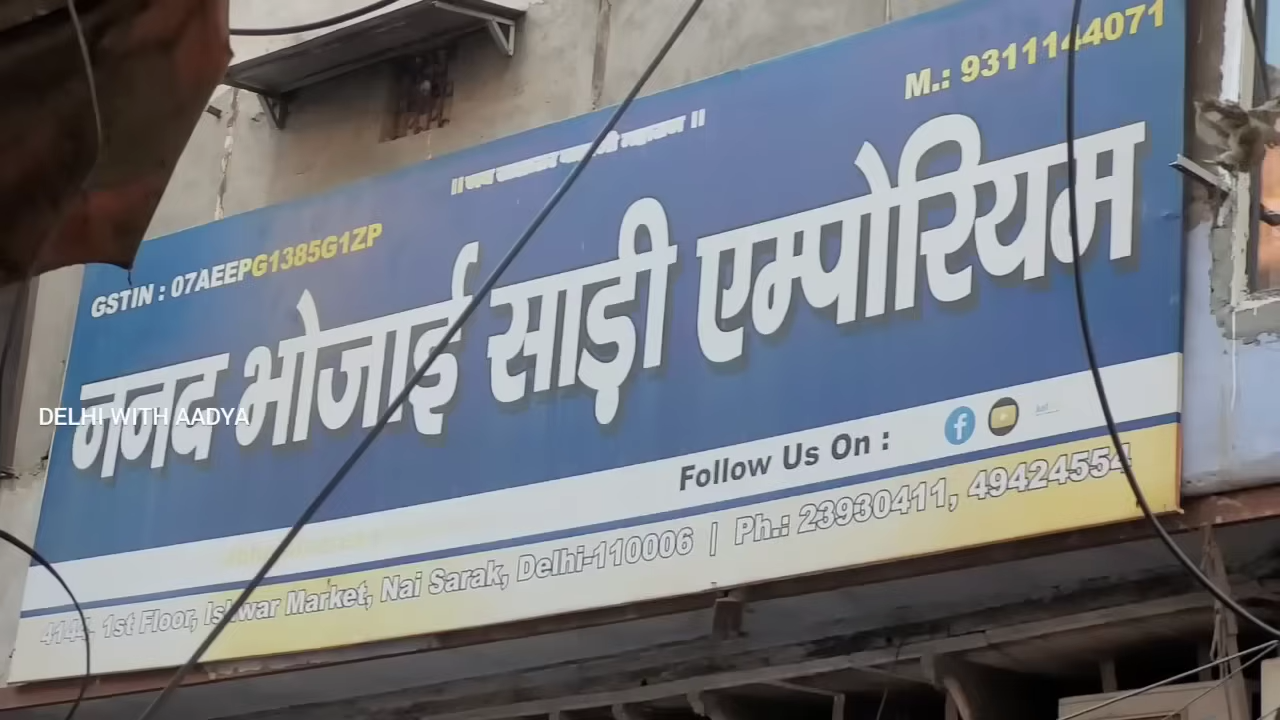 M.: 9311144071
GSTIN : 07AEEPG1385G1ZP
ननद भोजाई साड़ी एम्पोरियम
DELHI WITH AADYA
Follow Us On :
4144, 1st Floor, Ishwar Market, Nai Sarak, Delhi-110006 | Ph.: 23930411, 49424554